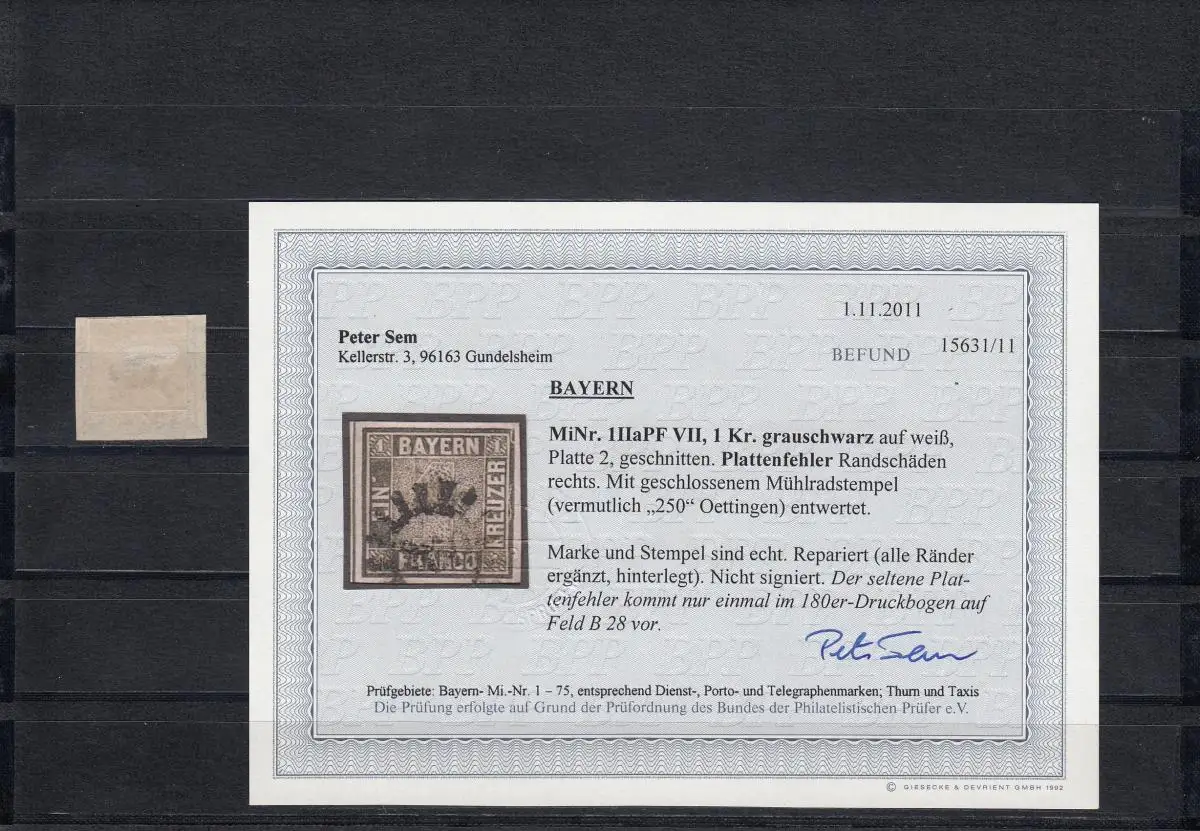 1.11.2011
Peter Sem
Kellerstr. 3, 96163 Gundelsheim
BEFUND 15631/11
BAYERN
MiNr. 1IIaPF VII, 1 Kr. grauschwarz auf weiß,
Platte 2, geschnitten. Plattenfehler Randschäden
rechts. Mit geschlossenem Mühlradstempel
(vermutlich „250“ Oettingen) entwertet.
1 BAYERN 1
EIN
KREUZER
FRANCO
Marke und Stempel sind echt. Repariert (alle Ränder
ergänzt, hinterlegt). Nicht signiert. Der seltene Plat-
tenfehler kommt nur einmal im 180er-Druckbogen auf
Feld B 28 vor.
Peter Sem
Prüfgebiete: Bayern- Mi.-Nr. 1 – 75, entsprechend Dienst-, Porto- und Telegraphenmarken; Thurn und Taxis
Die Prüfung erfolgte auf Grund der Prüfordnung des Bundes der Philatelistischen Prüfer e.V.
© GIESECKE & DEVRIENT GMBH 1992